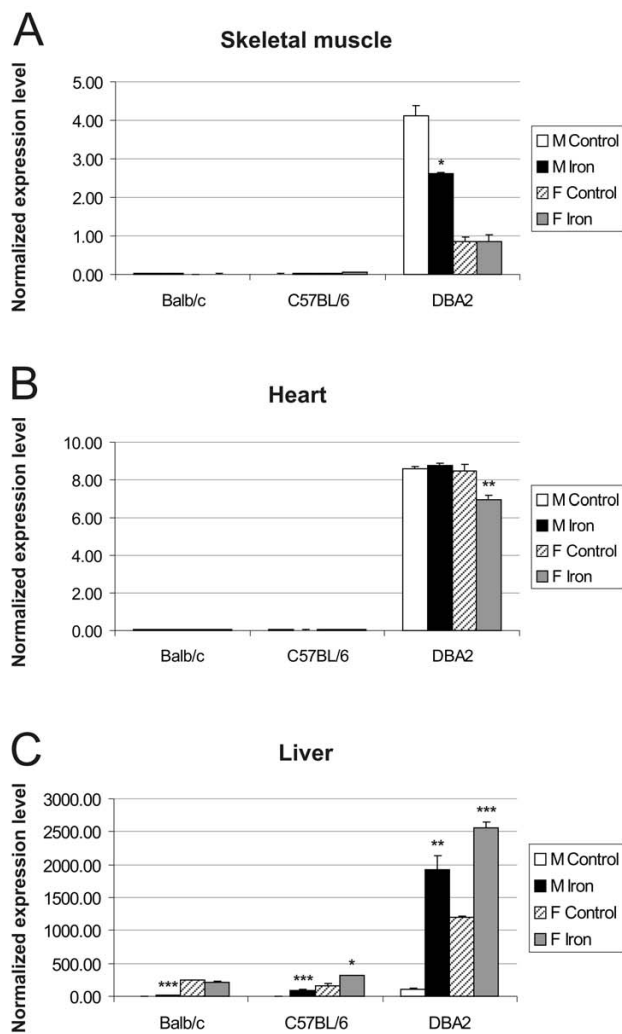 A
Skeletal muscle
Normalized expression level
5.00
4.00
3.00
2.00
1.00
0.00
*
Balb/c C57BL/6 DBA2
M Control
M Iron
F Control
F Iron
B
Heart
Normalized expression level
10.00
8.00
6.00
4.00
2.00
0.00
**
Balb/c C57BL/6 DBA2
M Control
M Iron
F Control
F Iron
C
Liver
Normalized expression level
3000.00
2500.00
2000.00
1500.00
1000.00
500.00
0.00
*** *** * ** ***
Balb/c C57BL/6 DBA2
M Control
M Iron
F Control
F Iron